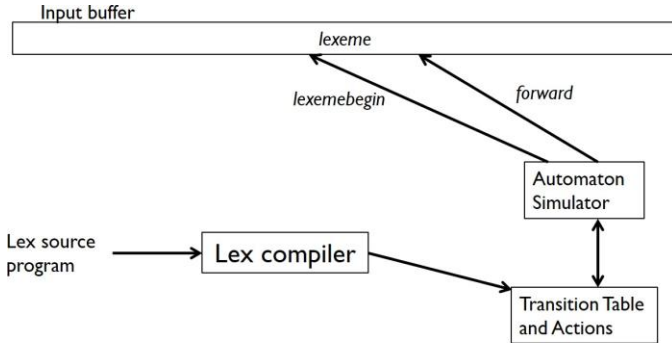 Input buffer
lexeme
lexemebegin
forward
Automaton
Simulator
Lex source
program
Lex compiler
Transition Table
and Actions